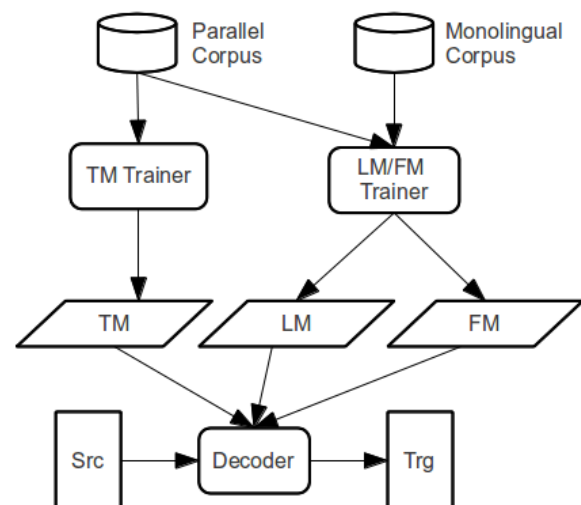 Parallel
Corpus
Monolingual
Corpus
TM Trainer
LM/FM
Trainer
TM
LM
FM
Src
Decoder
Trg